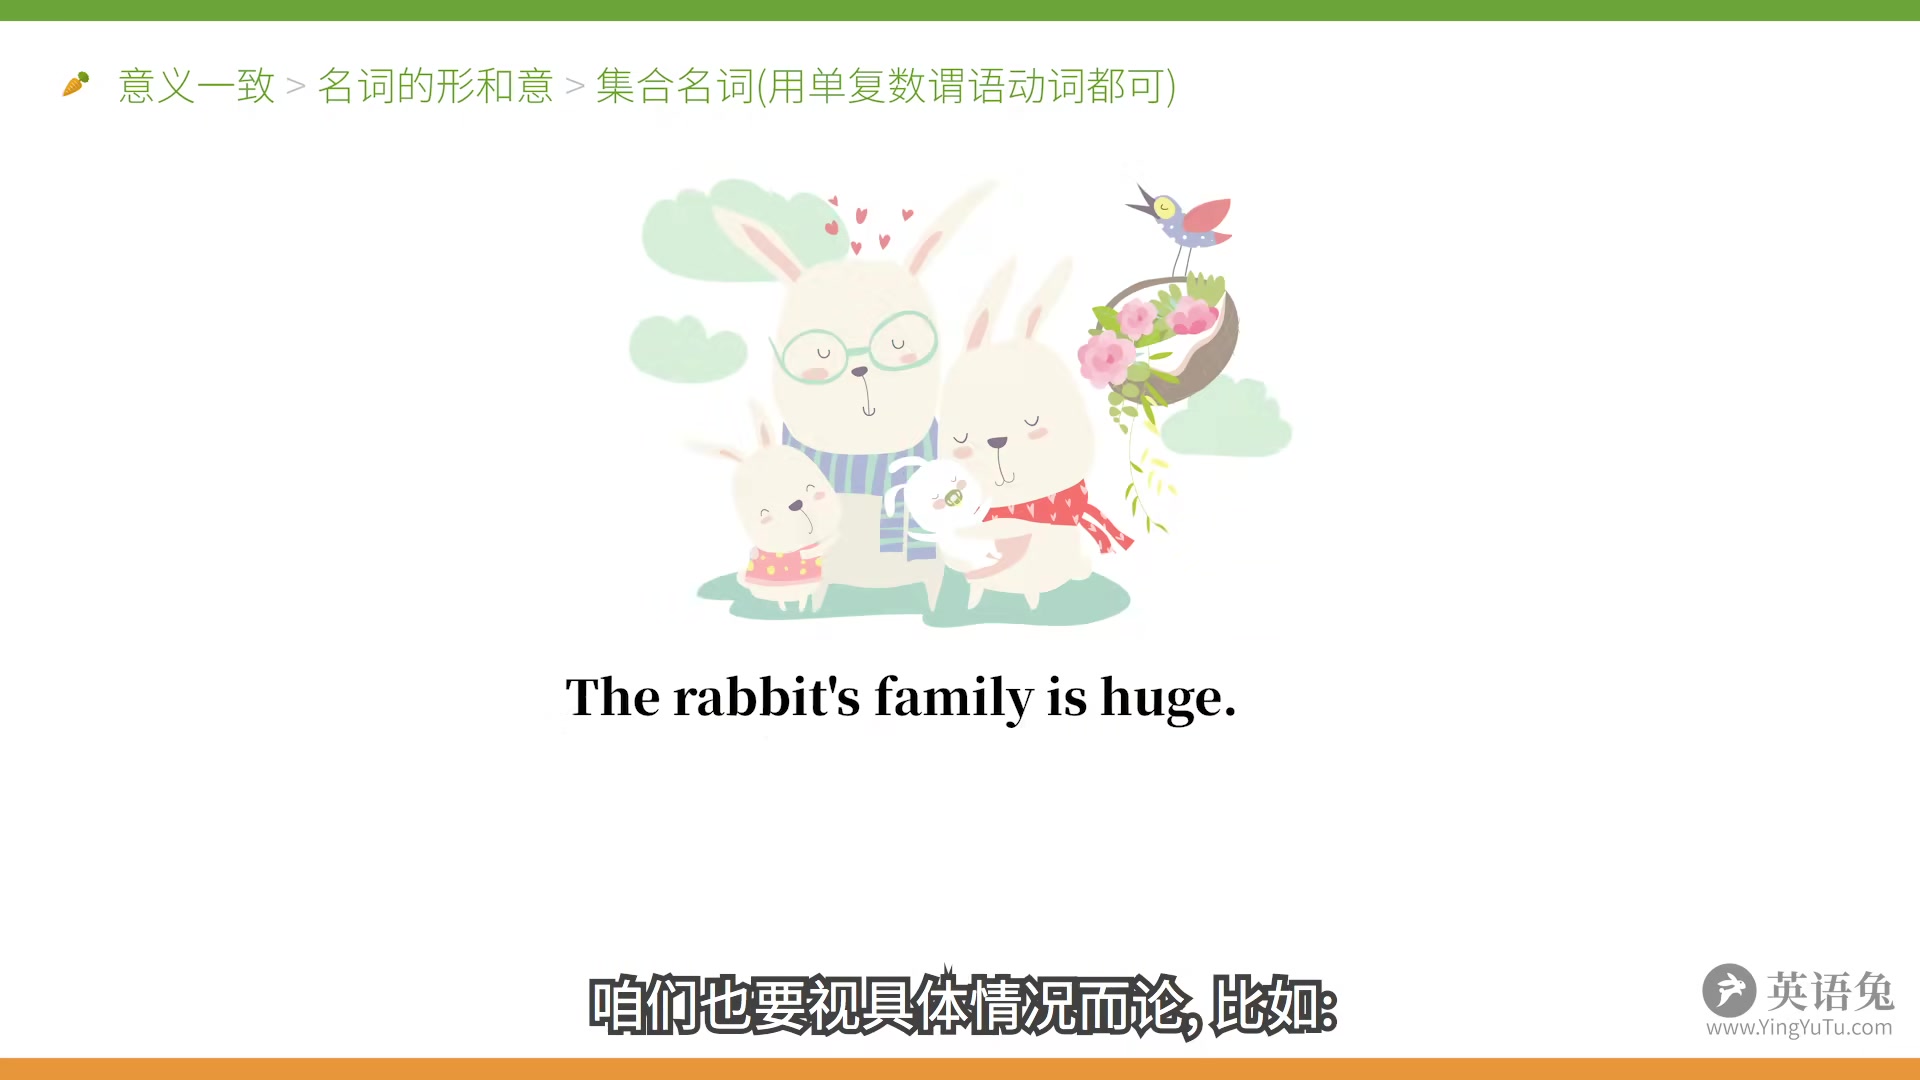 意义一致 > 名词的形和意 > 集合名词(用单复数谓语动词都可)
The rabbit's family is huge.
咱们也要视具体情况而论, 比如:
英语兔
www.YingYuTu.com